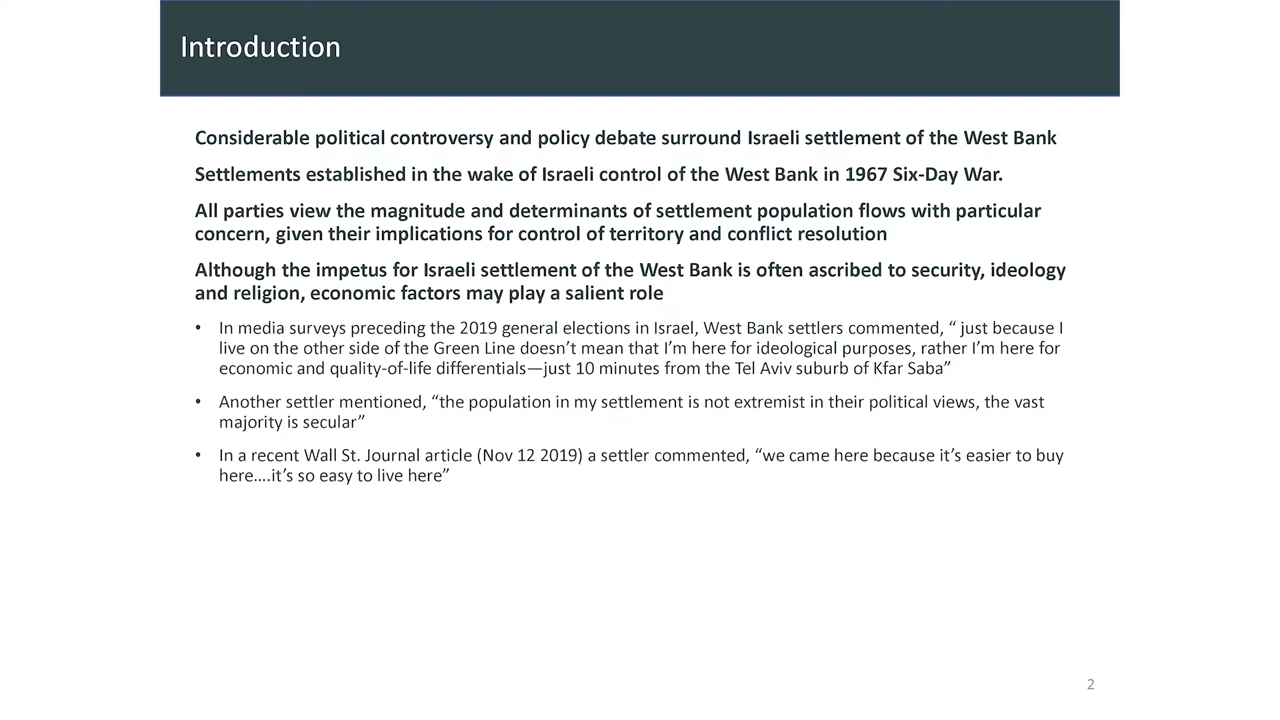 Introduction
Considerable political controversy and policy debate surround Israeli settlement of the West Bank
Settlements established in the wake of Israeli control of the West Bank in 1967 Six-Day War.
All parties view the magnitude and determinants of settlement population flows with particular
concern, given their implications for control of territory and conflict resolution
Although the impetus for Israeli settlement of the West Bank is often ascribed to security, ideology
and religion, economic factors may play a salient role
• In media surveys preceding the 2019 general elections in Israel, West Bank settlers commented, “ just because I
live on the other side of the Green Line doesn’t mean that I’m here for ideological purposes, rather I’m here for
economic and quality-of-life differentials—just 10 minutes from the Tel Aviv suburb of Kfar Saba”
• Another settler mentioned, “the population in my settlement is not extremist in their political views, the vast
majority is secular”
• In a recent Wall St. Journal article (Nov 12 2019) a settler commented, “we came here because it’s easier to buy
here….it’s so easy to live here”
2